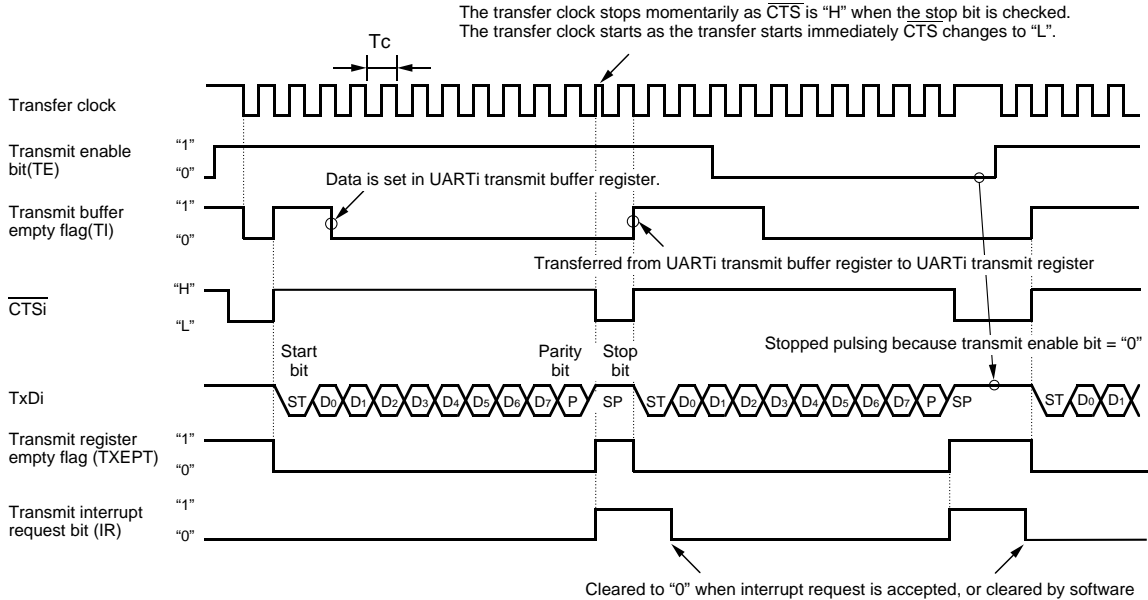 The transfer clock stops momentarily as CTS is “H” when the stop bit is checked.
The transfer clock starts as the transfer starts immediately CTS changes to “L”.
Tc
Transfer clock
Transmit enable
bit(TE)
“1”
“0”
Data is set in UARTi transmit buffer register.
Transmit buffer
empty flag(TI)
“1”
“0”
Transferred from UARTi transmit buffer register to UARTi transmit register
CTSi
“H”
“L”
Stopped pulsing because transmit enable bit = “0”
Start
bit
Parity
bit
Stop
bit
TxDi
ST D0 D1 D2 D3 D4 D5 D6 D7 P SP ST D0 D1 D2 D3 D4 D5 D6 D7 P SP ST D0 D1
Transmit register
empty flag (TXEPT)
“1”
“0”
Transmit interrupt
request bit (IR)
“1”
“0”
Cleared to “0” when interrupt request is accepted, or cleared by software